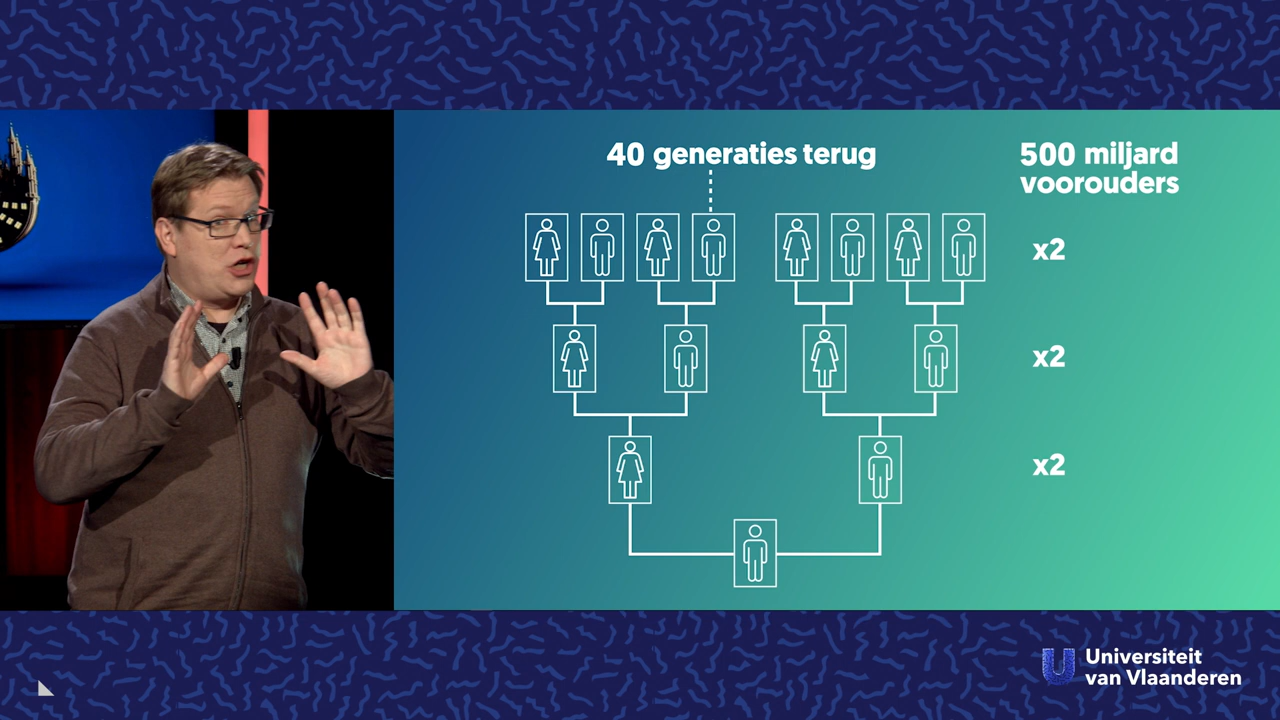 40 generaties terug
500 miljard
voorouders
x2
x2
x2
Universiteit
van Vlaanderen